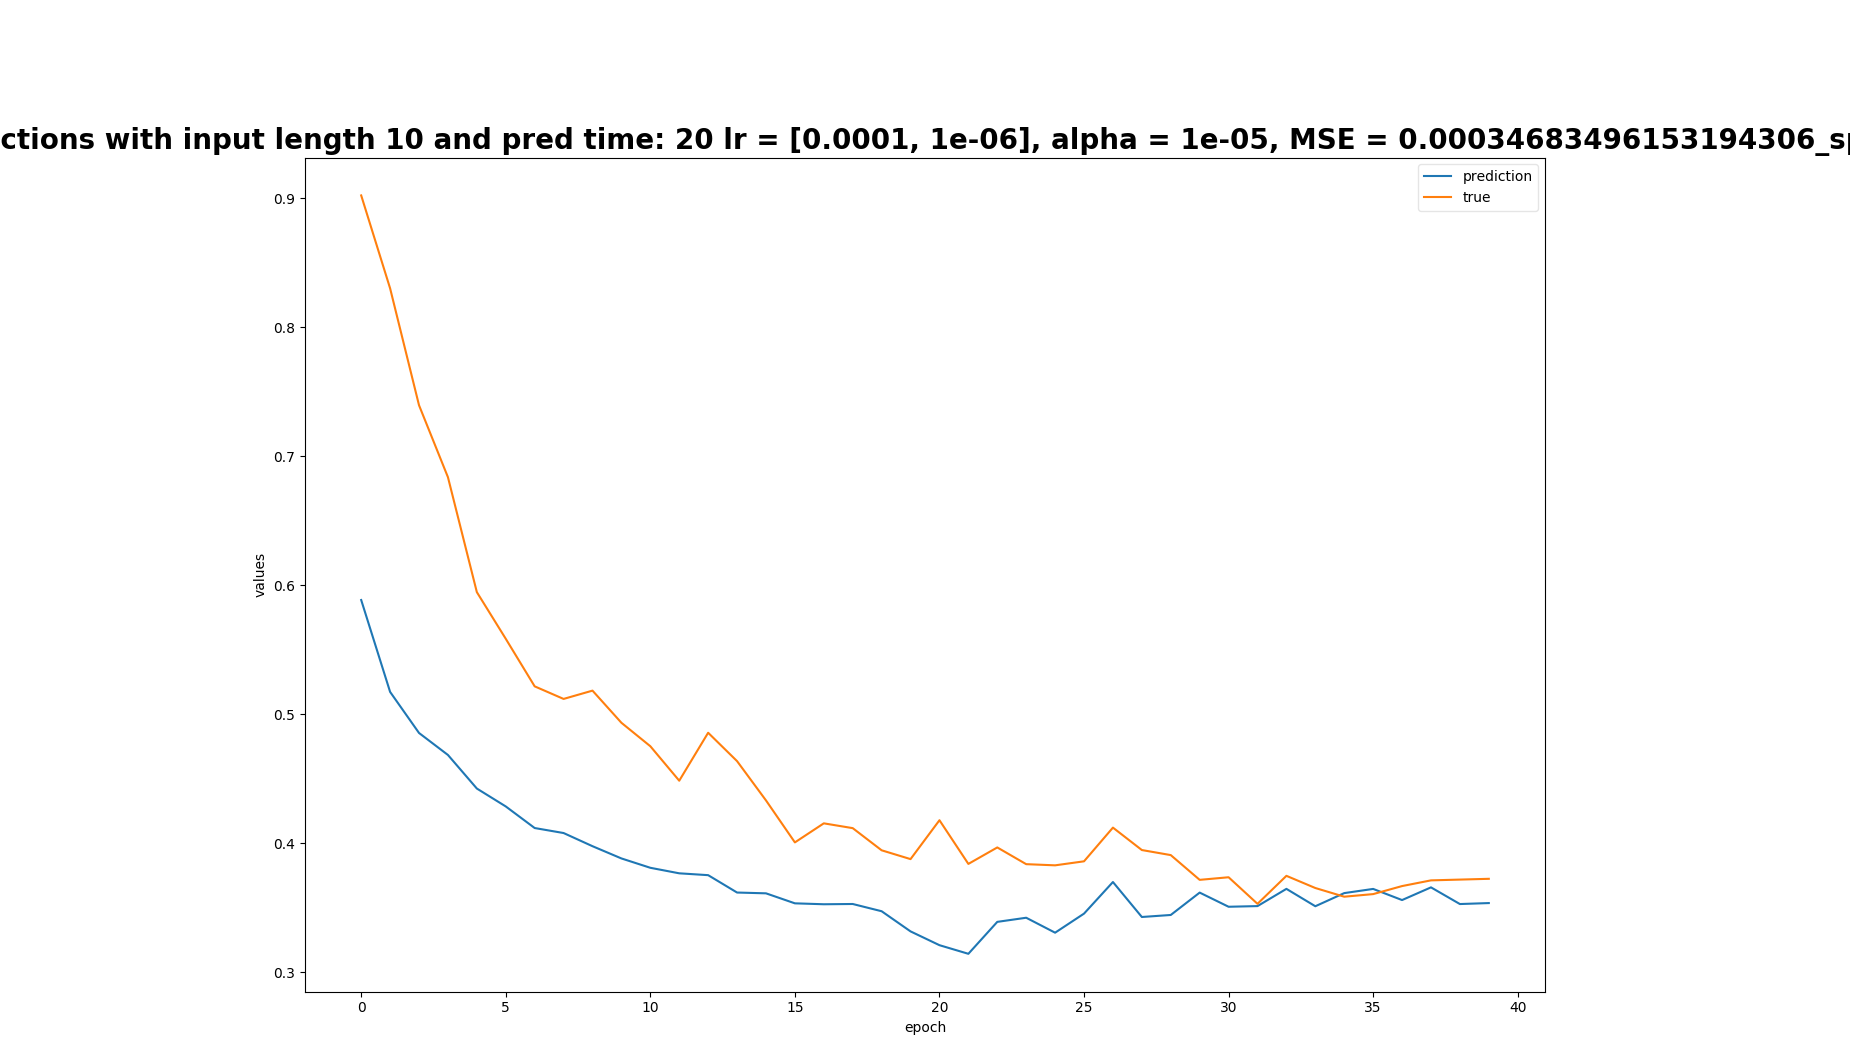 ctions with input length 10 and pred time: 20 lr = [0.0001, 1e-06], alpha = 1e-05, MSE = 0.00034683496153194306_sp
prediction
true
0.9
0.8
0.7
0.6
0.5
0.4
0.3
values
0 5 10 15 20 25 30 35 40
epoch